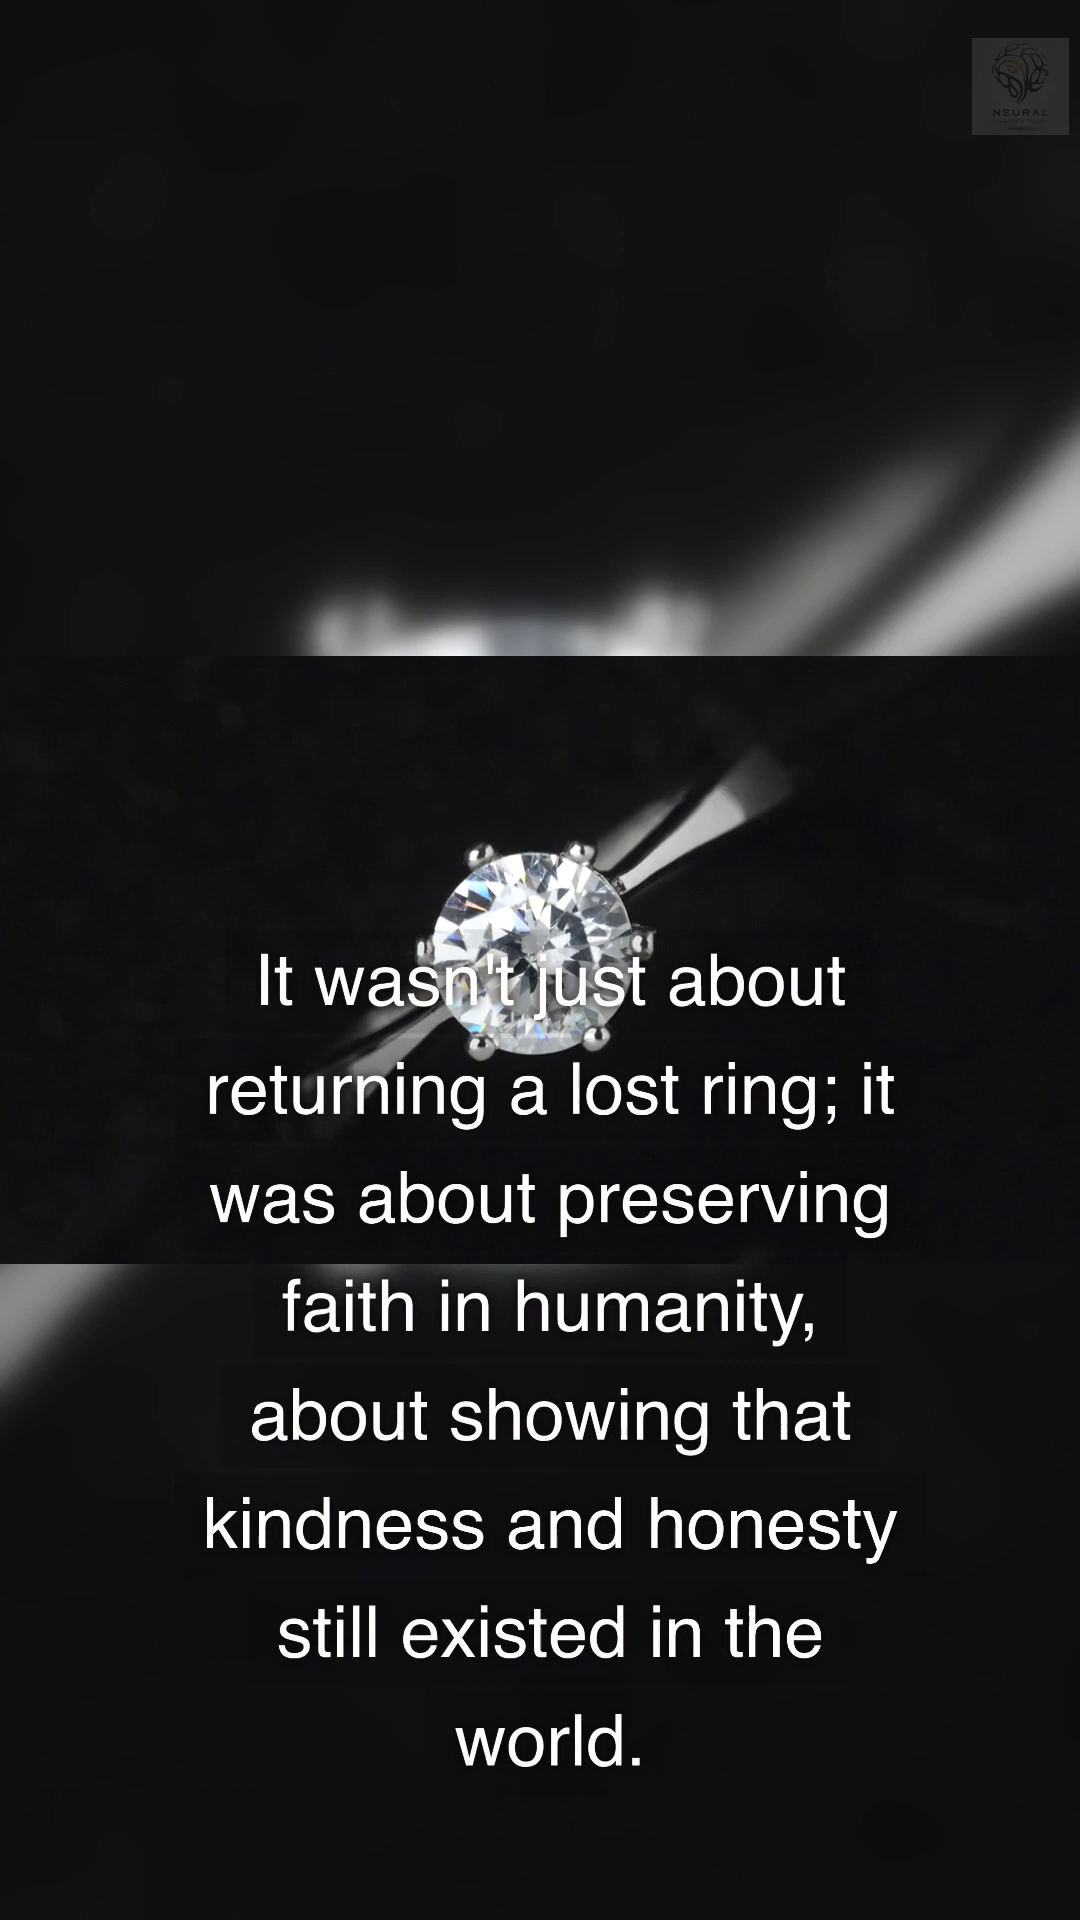 NEURAL
It wasn't just about
returning a lost ring; it
was about preserving
faith in humanity,
about showing that
kindness and honesty
still existed in the
world.